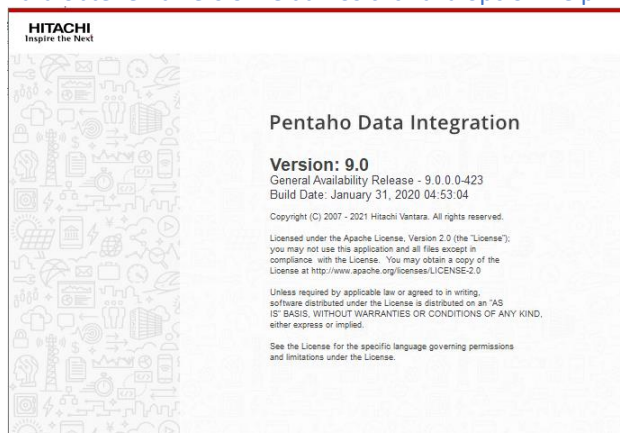 HITACHI
Inspire the Next
Pentaho Data Integration
Version: 9.0
General Availability Release - 9.0.0.0-423
Build Date: January 31, 2020 04:53:04
Copyright (C) 2007 - 2021 Hitachi Vantara. All rights reserved.
Licensed under the Apache License, Version 2.0 (the "License");
you may not use this application and all files except in
compliance with the License. You may obtain a copy of the
License at http://www.apache.org/licenses/LICENSE-2.0
Unless required by applicable law or agreed to in writing,
software distributed under the License is distributed on an "AS
IS" BASIS, WITHOUT WARRANTIES OR CONDITIONS OF ANY KIND,
either express or implied.
See the License for the specific language governing permissions
and limitations under the License.